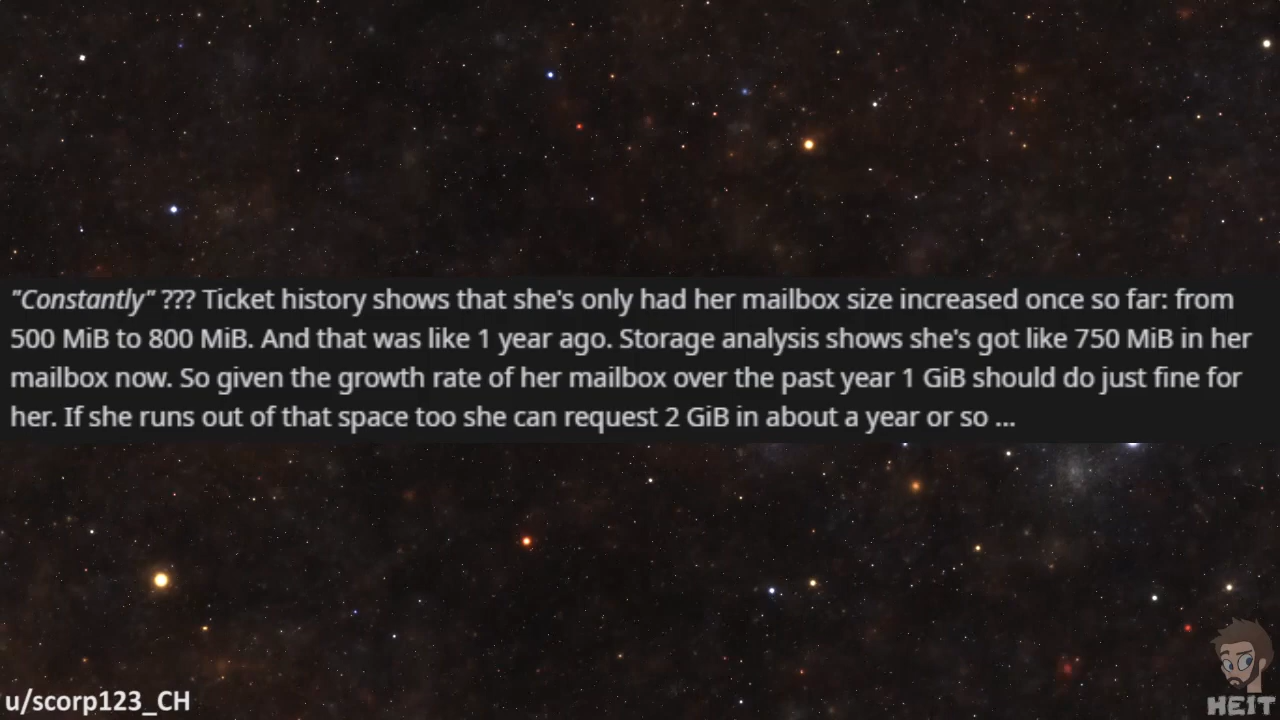 "Constantly" ??? Ticket history shows that she's only had her mailbox size increased once so far: from
500 MiB to 800 MiB. And that was like 1 year ago. Storage analysis shows she's got like 750 MiB in her
mailbox now. So given the growth rate of her mailbox over the past year 1 GiB should do just fine for
her. If she runs out of that space too she can request 2 GiB in about a year or so ...
u/scorp123_CH
HEIT